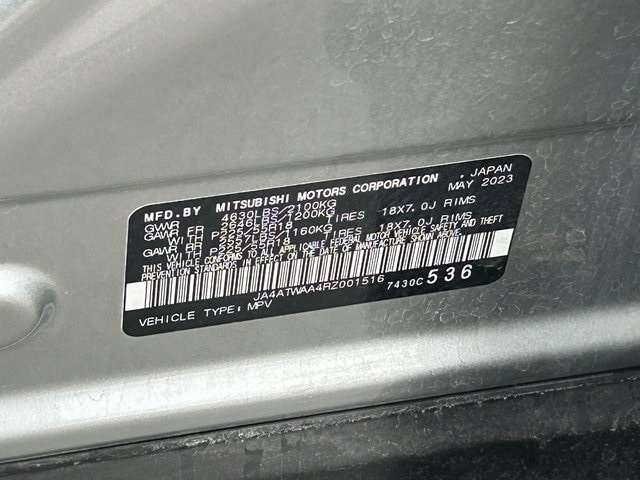 MFD.BY MITSUBISHI MOTORS CORPORATION , JAPAN
MAY 2023
GVWR 4630LBS/2100KG
GAWR FR 2646LBS/1200KG
WITH P225/55R18 TIRES 18X7.0J RIMS
GAWR RR 2557LBS/1160KG
WITH P225/55R18 TIRES 18X7.0J RIMS
THIS VEHICLE CONFORMS TO ALL APPLICABLE FEDERAL MOTOR VEHICLE SAFETY, BUMPER, AND THEFT
PREVENTION STANDARDS IN EFFECT ON THE DATE OF MANUFACTURE SHOWN ABOVE.
JA4ATWAA4RZ001516
VEHICLE TYPE: MPV 7430C 536